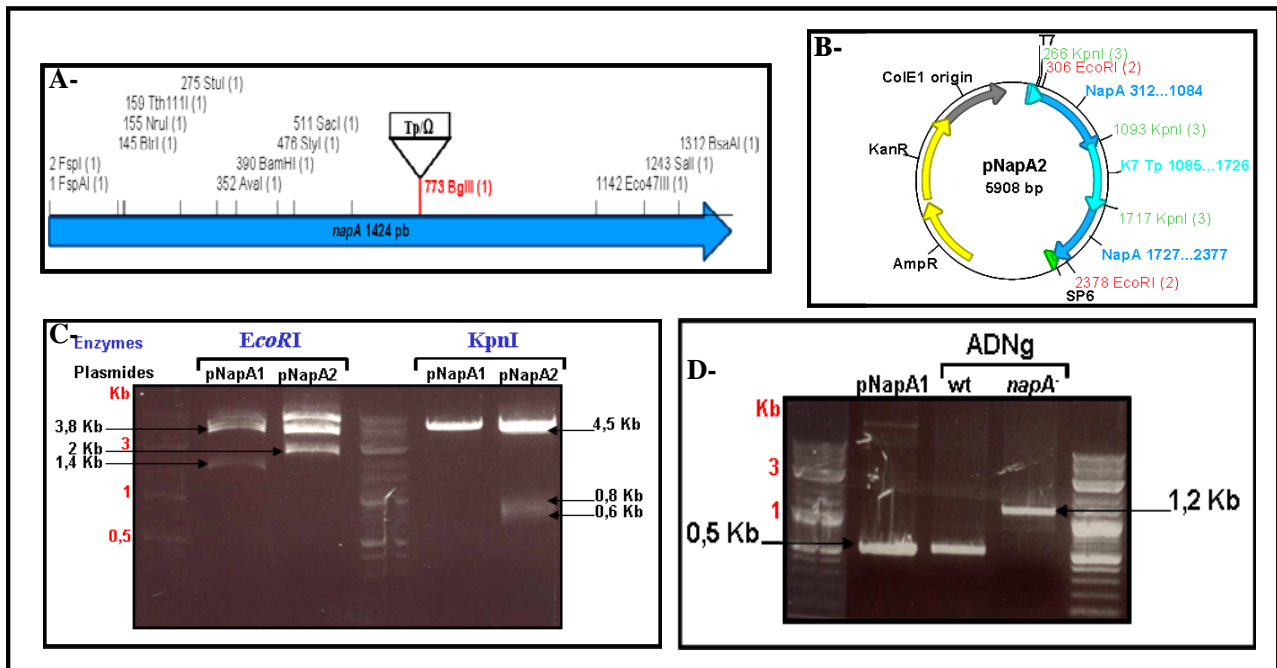 A-
275 StuI (1)
159 Tth111I (1)
155 NruI (1)
145 BlrI (1)
511 SacI (1)
476 SlyI (1)
390 BamHI (1)
352 AvaI (1)
2 FspI (1)
1 FspAI (1)
Tp/Ω
773 BglII (1)
1312 BsaAI (1)
1243 SalI (1)
1142 Eco47III (1)
napA 1424 pb
B-
T7
266 KpnI (3)
306 EcoRI (2)
ColE1 origin
NapA 312...1084
1093 KpnI (3)
KanR
pNapA2
5908 bp
K7 Tp 1085...1726
1717 KpnI (3)
NapA 1727...2377
AmpR
2378 EcoRI (2)
SP6
C-
Enzymes
EcoRI
KpnI
Plasmides
pNapA1
pNapA2
pNapA1
pNapA2
Kb
3,8 Kb
3
2 Kb
1,4 Kb
1
0,5
4,5 Kb
0,8 Kb
0,6 Kb
D-
ADNg
pNapA1
wt
napA-
Kb
3
1
0,5 Kb
1,2 Kb